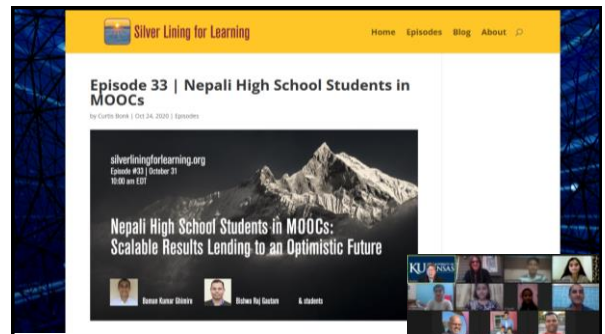 Silver Lining for Learning
Home Episodes Blog About
Episode 33 | Nepali High School Students in
MOOCs
by Curtis Bonk | Oct 24, 2020 | Episodes
silverliningforlearning.org
Episode #33 | October 31
10:00 am EDT
Nepali High School Students in MOOCs:
Scalable Results Lending to an Optimistic Future
Baman Kumar Ghimire
Bishwa Raj Gautam
& students
KU